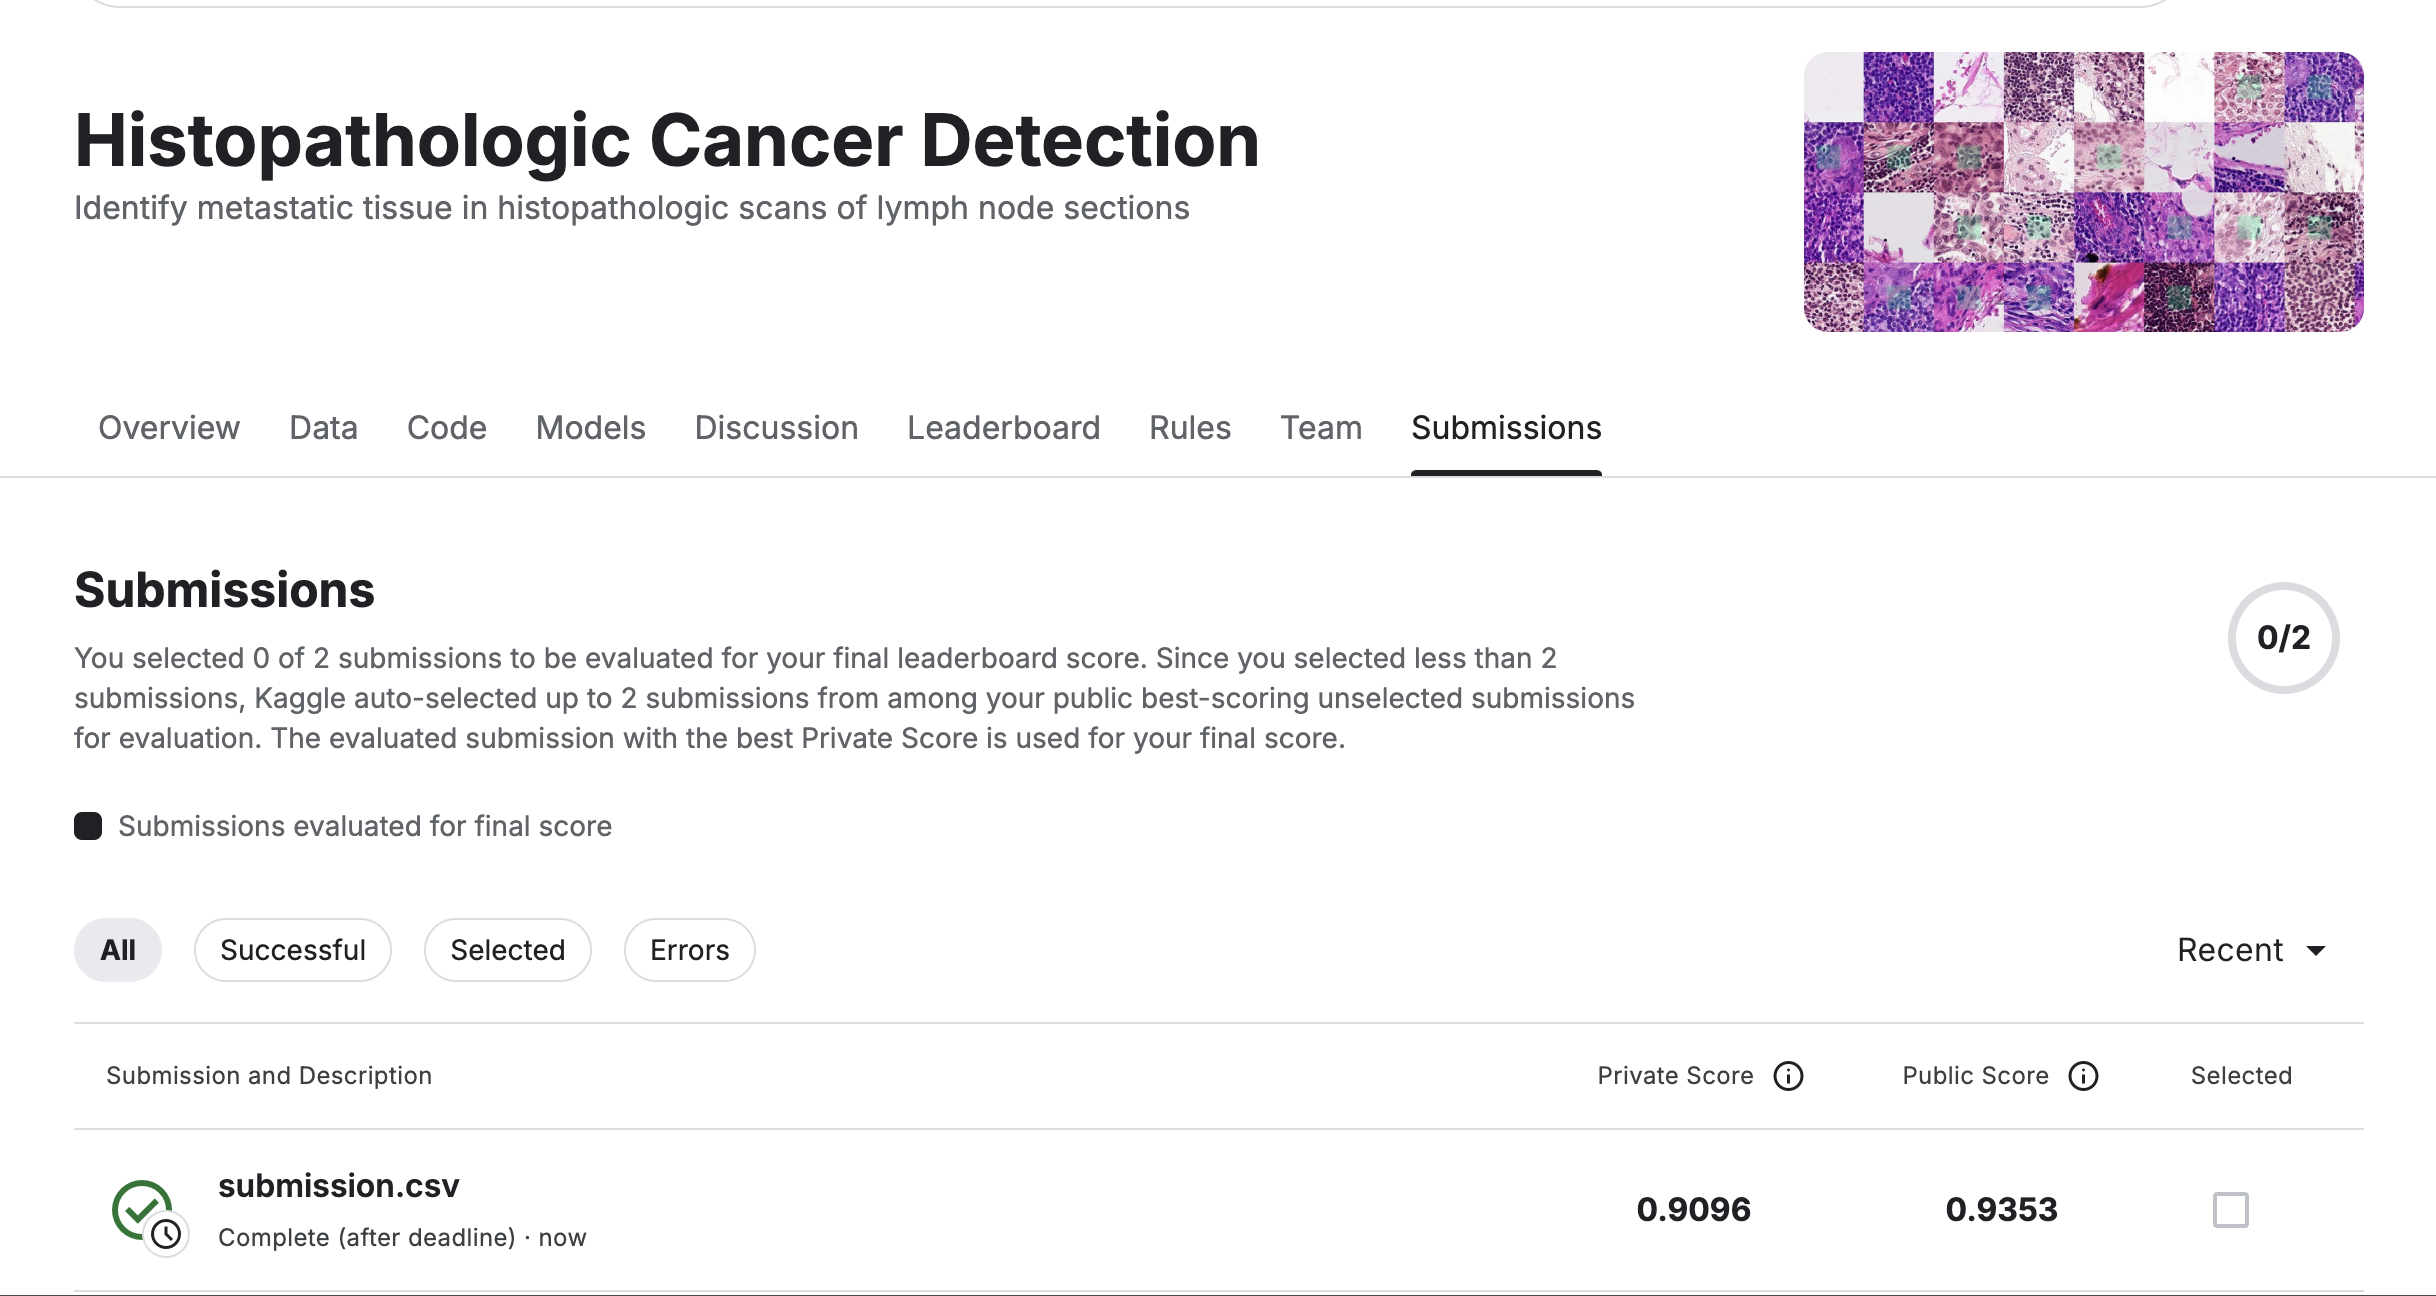 Histopathologic Cancer Detection
Identify metastatic tissue in histopathologic scans of lymph node sections
Overview Data Code Models Discussion Leaderboard Rules Team Submissions
Submissions
0/2
You selected 0 of 2 submissions to be evaluated for your final leaderboard score. Since you selected less than 2
submissions, Kaggle auto-selected up to 2 submissions from among your public best-scoring unselected submissions
for evaluation. The evaluated submission with the best Private Score is used for your final score.
Submissions evaluated for final score
All Successful Selected Errors Recent
Submission and Description Private Score Public Score Selected
submission.csv
Complete (after deadline) · now
0.9096 0.9353